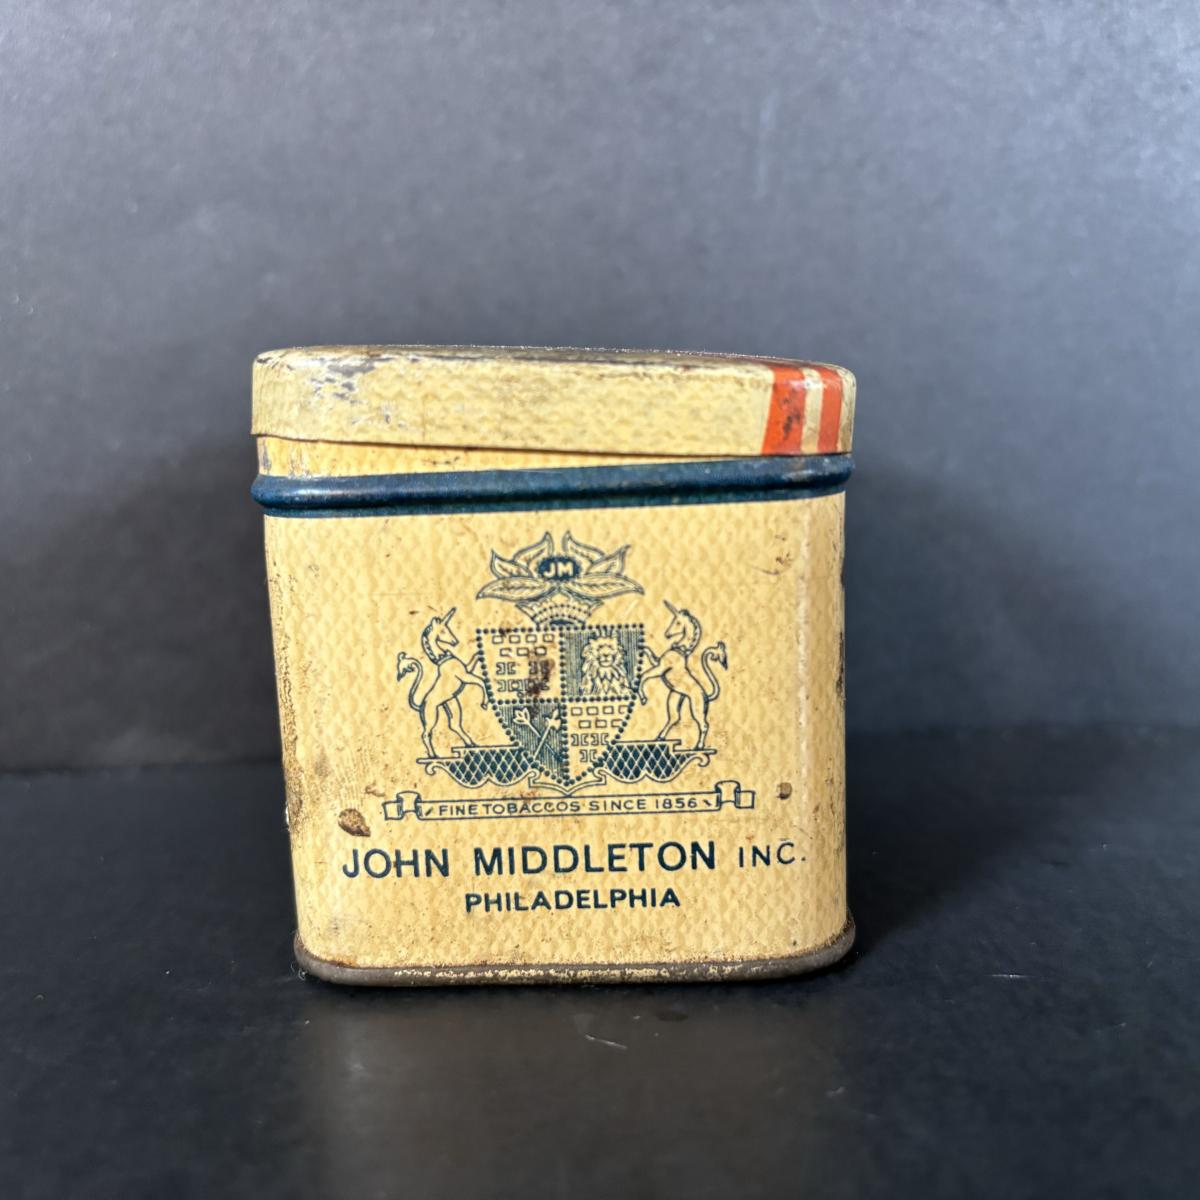 JM
FINE TOBACCOS SINCE 1856
JOHN MIDDLETON INC.
PHILADELPHIA